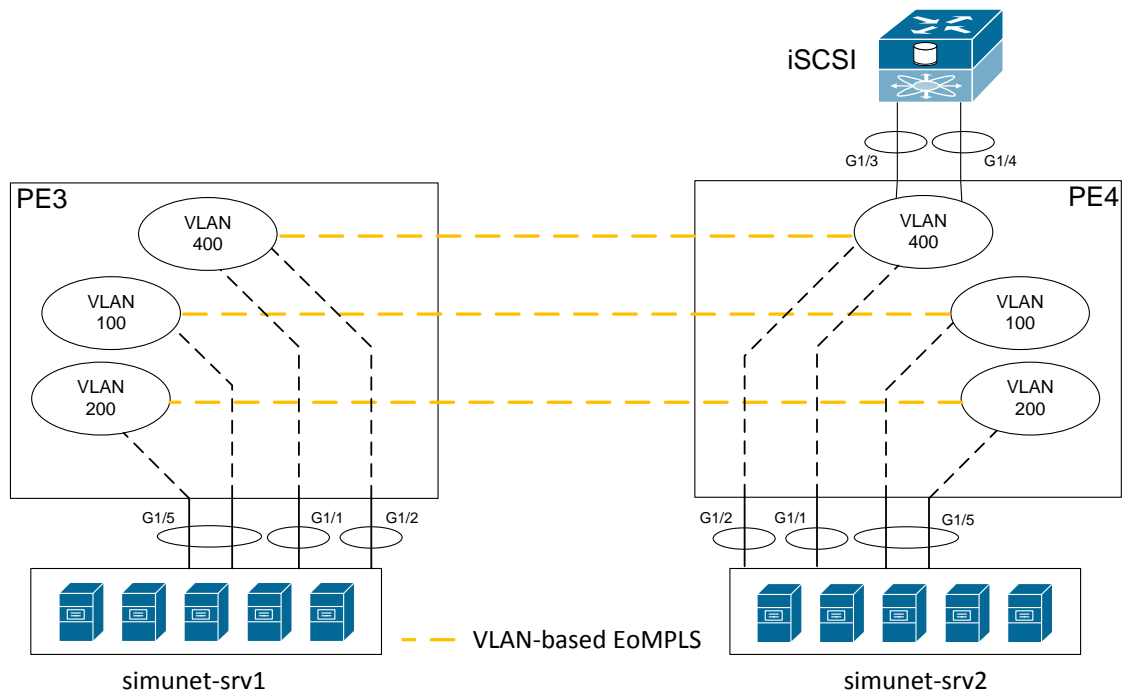 iSCSI
G1/3
G1/4
PE3
PE4
VLAN
400
VLAN
400
VLAN
100
VLAN
100
VLAN
200
VLAN
200
G1/5
G1/1
G1/2
G1/2
G1/1
G1/5
VLAN-based EoMPLS
simunet-srv1
simunet-srv2